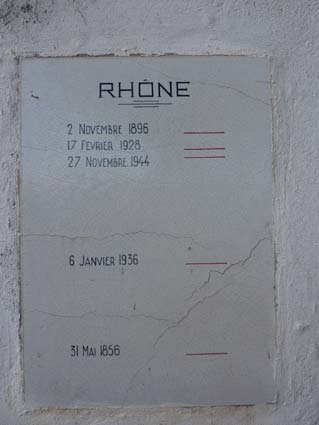 RHÔNE
2 NOVEMBRE 1896
17 FEVRIER 1928
27 NOVEMBRE 1944
6 JANVIER 1936
31 MAI 1856